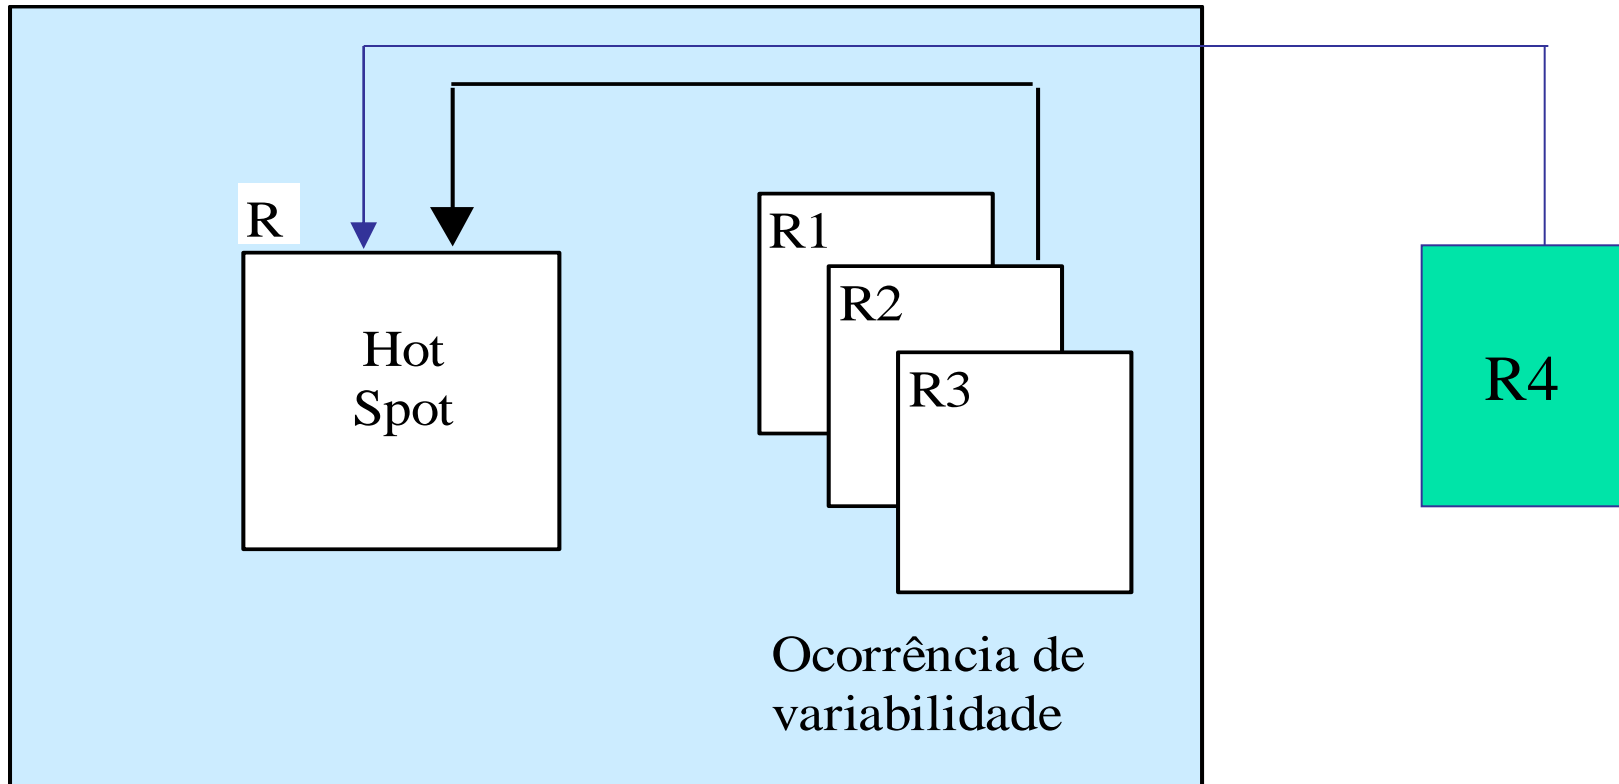 R
Hot
Spot
R1
R2
R3
R4
Ocorrência de
variabilidade